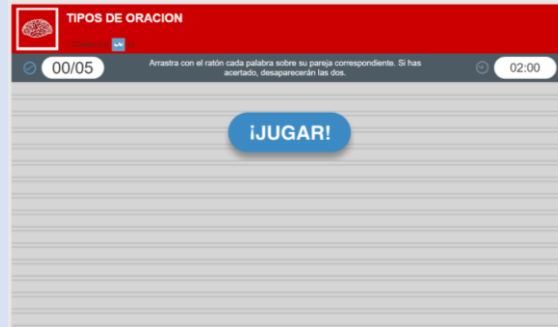 TIPOS DE ORACION
00/05
Arrastra con el ratón cada palabra sobre su pareja correspondiente. Si has
acertado, desaparecerán las dos.
02:00
¡JUGAR!